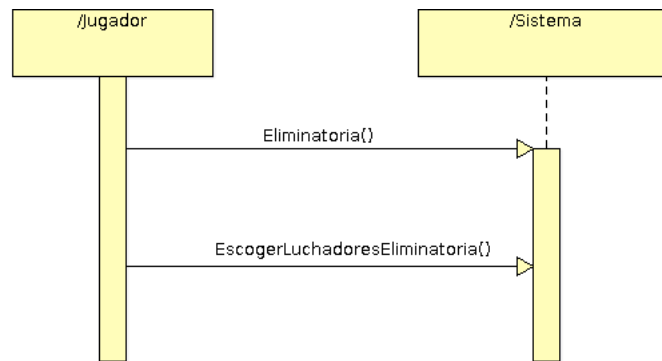 /Jugador
/Sistema
Eliminatoria()
EscogerLuchadoresEliminatoria()